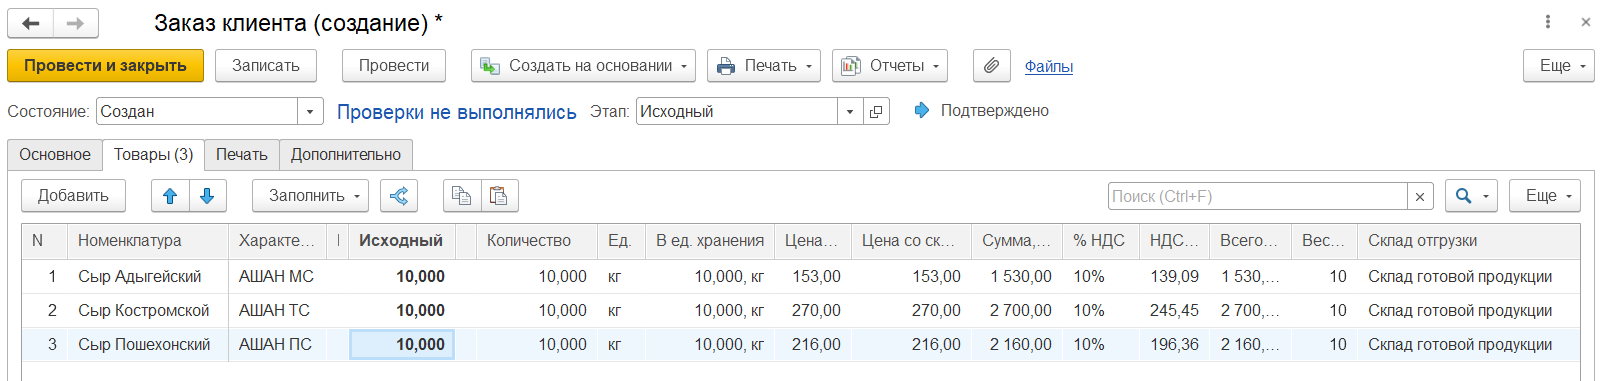 Заказ клиента (создание) *
Провести и закрыть Записать Провести Создать на основании Печать Отчеты Файлы Еще
Состояние: Создан Проверки не выполнялись Этап: Исходный Подтверждено
Основное Товары (3) Печать Дополнительно
Добавить Заполнить Поиск (Ctrl+F) Еще
N Номенклатура Характе... Исходный Количество Ед. В ед. хранения Цена... Цена со ск... Сумма,... % НДС НДС... Всего... Вес... Склад отгрузки
1 Сыр Адыгейский АШАН МС 10,000 10,000 кг 10,000, кг 153,00 153,00 1 530,00 10% 139,09 1 530,... 10 Склад готовой продукции
2 Сыр Костромской АШАН ТС 10,000 10,000 кг 10,000, кг 270,00 270,00 2 700,00 10% 245,45 2 700,... 10 Склад готовой продукции
3 Сыр Пошехонский АШАН ПС 10,000 10,000 кг 10,000, кг 216,00 216,00 2 160,00 10% 196,36 2 160,... 10 Склад готовой продукции